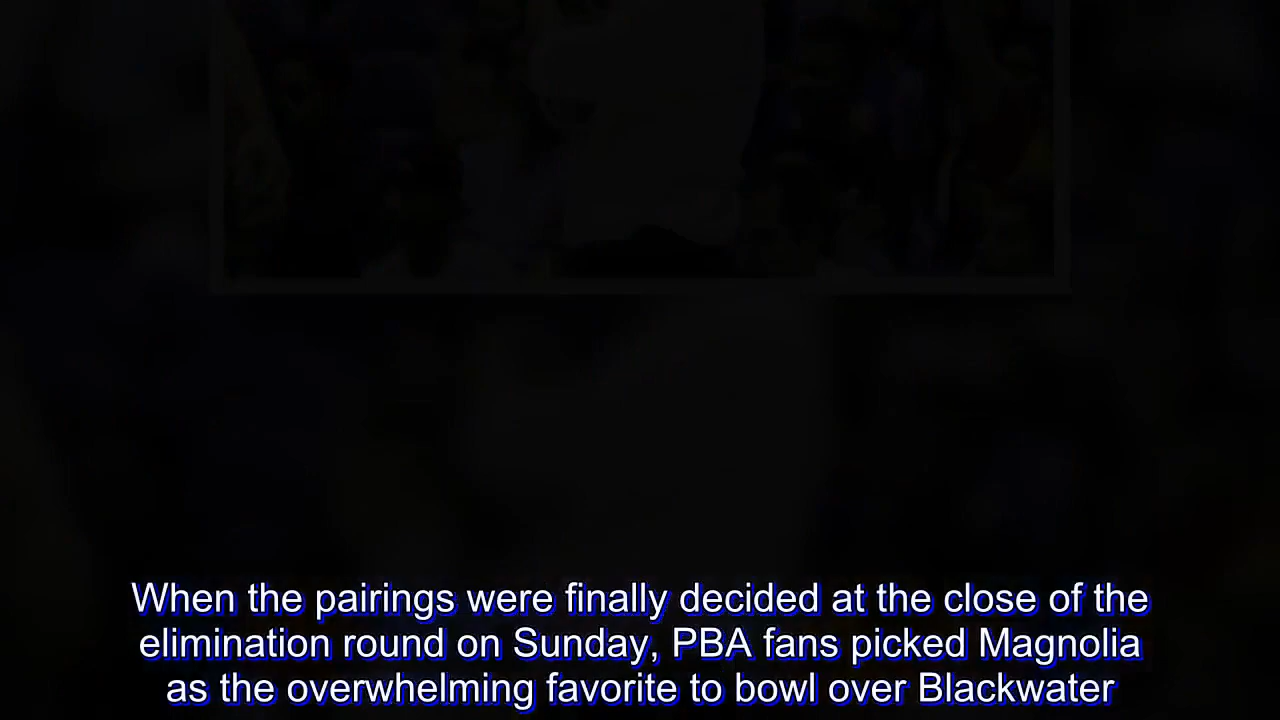 When the pairings were finally decided at the close of the
elimination round on Sunday, PBA fans picked Magnolia
as the overwhelming favorite to bowl over Blackwater